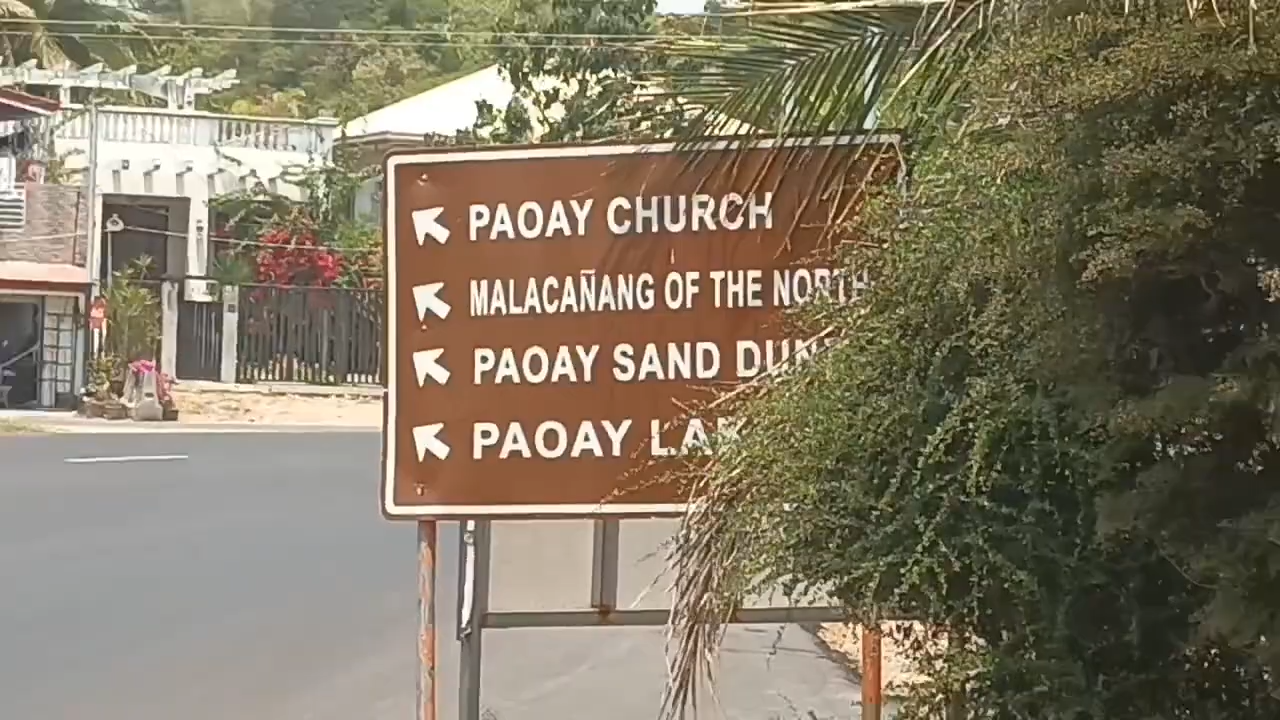 PAOAY CHURCH
MALACAÑANG OF THE NORTH
PAOAY SAND
PAOAY